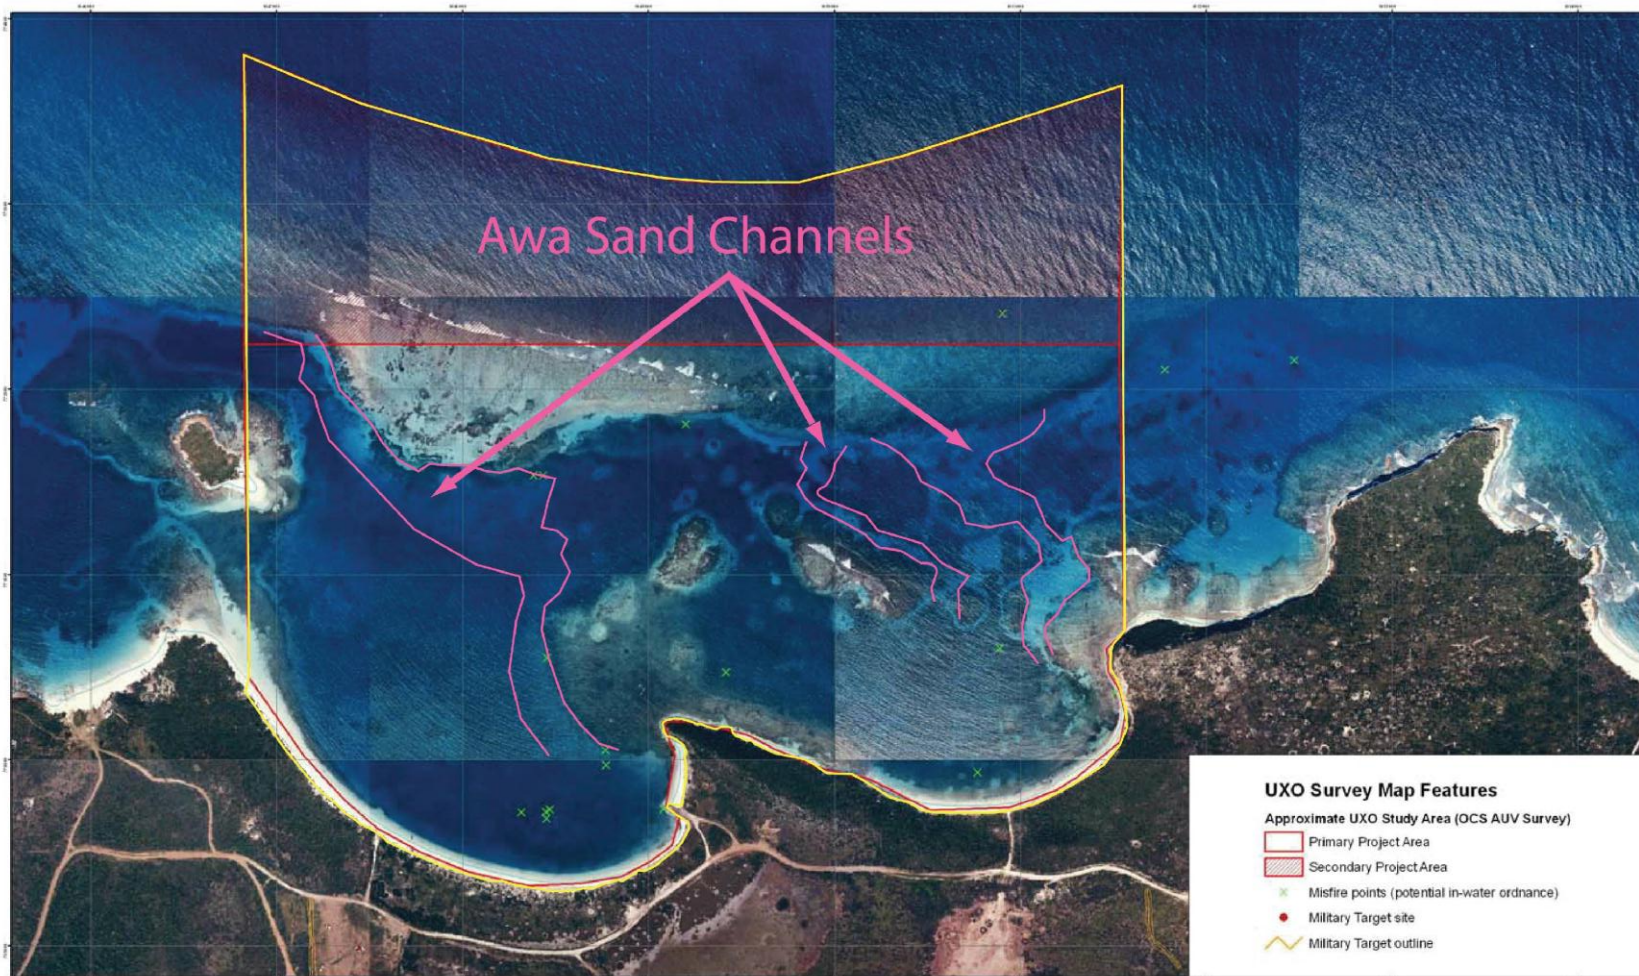 Awa Sand Channels
UXO Survey Map Features
Approximate UXO Study Area (OCS AUV Survey)
Primary Project Area
Secondary Project Area
Misfire points (potential in-water ordnance)
Military Target site
Military Target outline